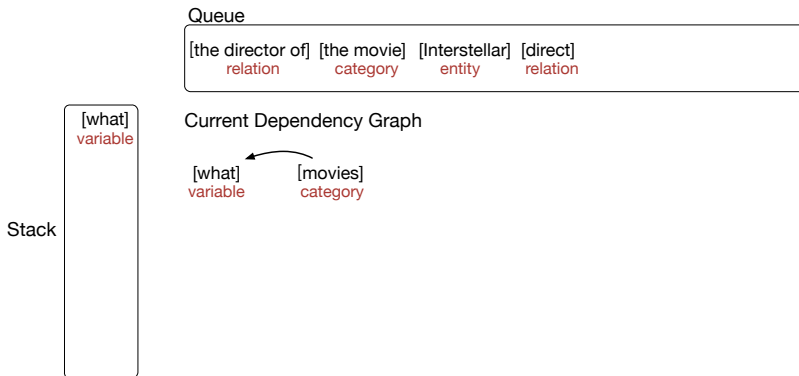 Queue
[the director of] [the movie] [Interstellar] [direct]
relation category entity relation
[what]
variable
Current Dependency Graph
[what] [movies]
variable category
Stack